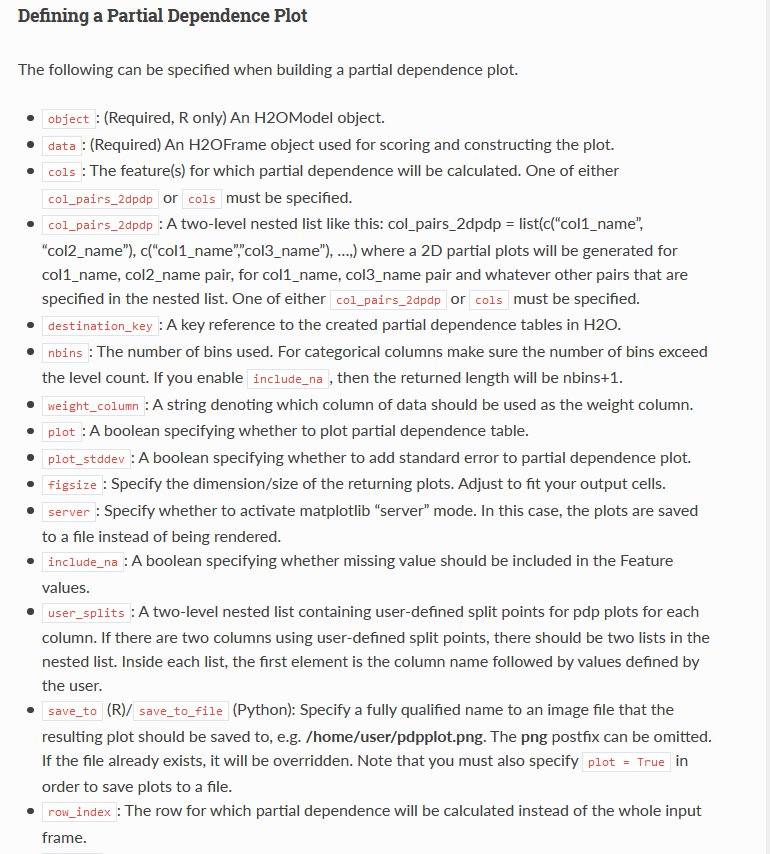 Defining a Partial Dependence Plot
The following can be specified when building a partial dependence plot.
object : (Required, R only) An H2OModel object.
data : (Required) An H2OFrame object used for scoring and constructing the plot.
cols : The feature(s) for which partial dependence will be calculated. One of either
col_pairs_2dpdp or cols must be specified.
col_pairs_2dpdp : A two-level nested list like this: col_pairs_2dpdp = list(c(“col1_name”,
“col2_name”), c(“col1_name”,”col3_name”), …,) where a 2D partial plots will be generated for
col1_name, col2_name pair, for col1_name, col3_name pair and whatever other pairs that are
specified in the nested list. One of either col_pairs_2dpdp or cols must be specified.
destination_key : A key reference to the created partial dependence tables in H2O.
nbins : The number of bins used. For categorical columns make sure the number of bins exceed
the level count. If you enable include_na , then the returned length will be nbins+1.
weight_column : A string denoting which column of data should be used as the weight column.
plot : A boolean specifying whether to plot partial dependence table.
plot_stddev : A boolean specifying whether to add standard error to partial dependence plot.
figsize : Specify the dimension/size of the returning plots. Adjust to fit your output cells.
server : Specify whether to activate matplotlib “server” mode. In this case, the plots are saved
to a file instead of being rendered.
include_na : A boolean specifying whether missing value should be included in the Feature
values.
user_splits : A two-level nested list containing user-defined split points for pdp plots for each
column. If there are two columns using user-defined split points, there should be two lists in the
nested list. Inside each list, the first element is the column name followed by values defined by
the user.
save_to (R)/ save_to_file (Python): Specify a fully qualified name to an image file that the
resulting plot should be saved to, e.g. /home/user/pdpplot.png. The png postfix can be omitted.
If the file already exists, it will be overridden. Note that you must also specify plot = True in
order to save plots to a file.
row_index : The row for which partial dependence will be calculated instead of the whole input
frame.